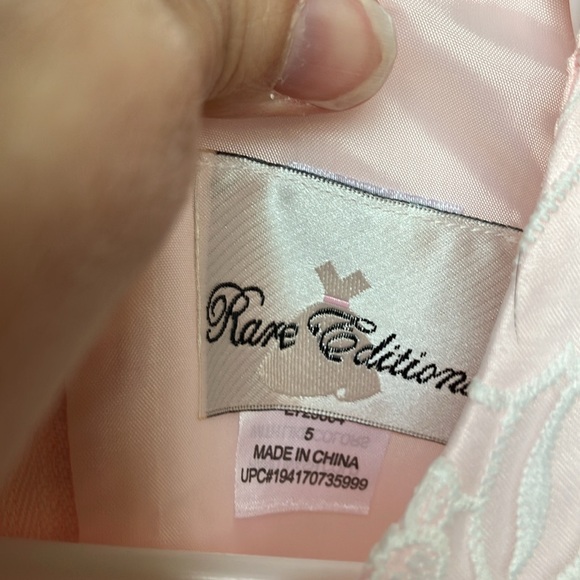 Rare Edition
5
MADE IN CHINA
UPC#194170735999